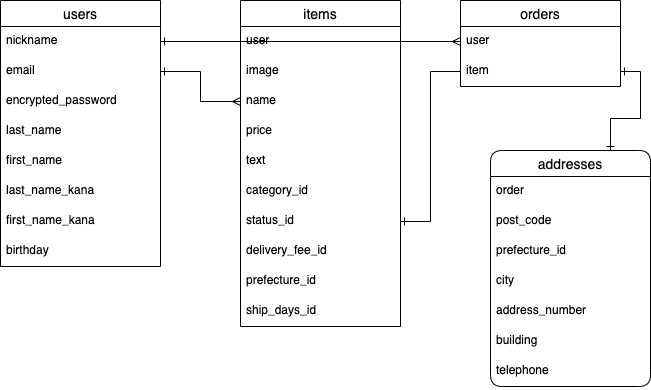 users
nickname
email
encrypted_password
last_name
first_name
last_name_kana
first_name_kana
birthday
items
user
image
name
price
text
category_id
status_id
delivery_fee_id
prefecture_id
ship_days_id
orders
user
item
addresses
order
post_code
prefecture_id
city
address_number
building
telephone